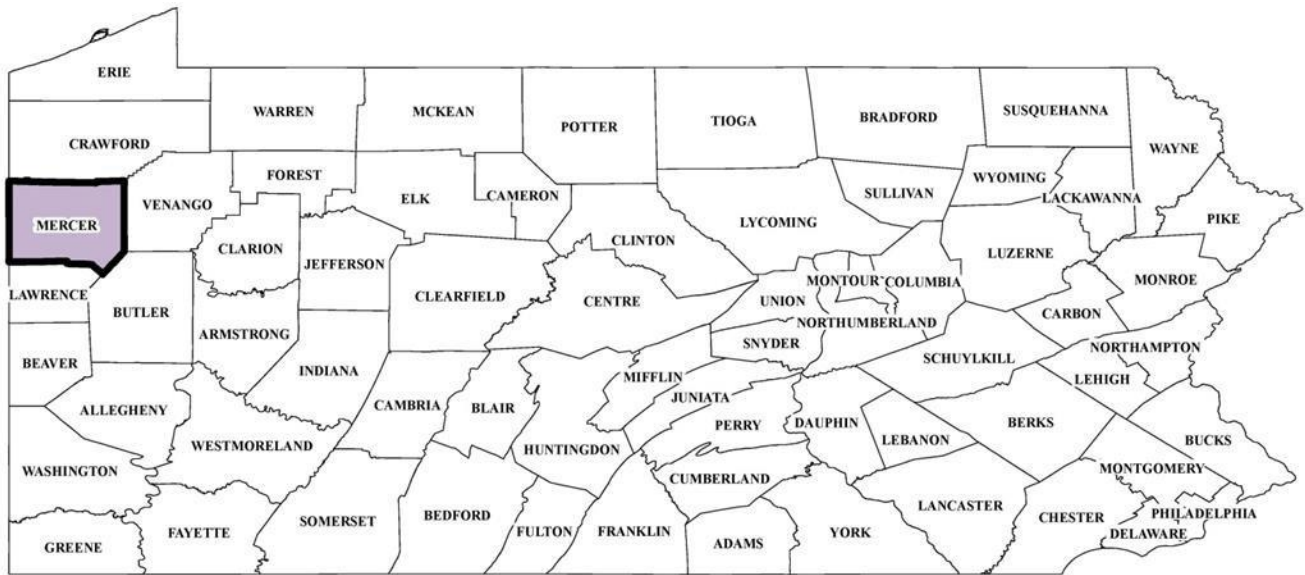 ERIE
WARREN
MCKEAN
POTTER
TIOGA
BRADFORD
SUSQUEHANNA
WAYNE
CRAWFORD
FOREST
ELK
CAMERON
SULLIVAN
WYOMING
LACKAWANNA
PIKE
MERCER
VENANGO
CLARION
JEFFERSON
CLINTON
LYCOMING
LUZERNE
MONROE
LAWRENCE
BUTLER
ARMSTRONG
CLEARFIELD
CENTRE
UNION
MONTOUR
COLUMBIA
NORTHUMBERLAND
CARBON
BEAVER
INDIANA
SNYDER
SCHUYLKILL
NORTHAMPTON
LEHIGH
ALLEGHENY
CAMBRIA
BLAIR
MIFFLIN
JUNIATA
PERRY
DAUPHIN
LEBANON
BERKS
BUCKS
WASHINGTON
WESTMORELAND
HUNTINGDON
CUMBERLAND
MONTGOMERY
GREENE
FAYETTE
SOMERSET
BEDFORD
FULTON
FRANKLIN
ADAMS
YORK
LANCASTER
CHESTER
DELAWARE
PHILADELPHIA